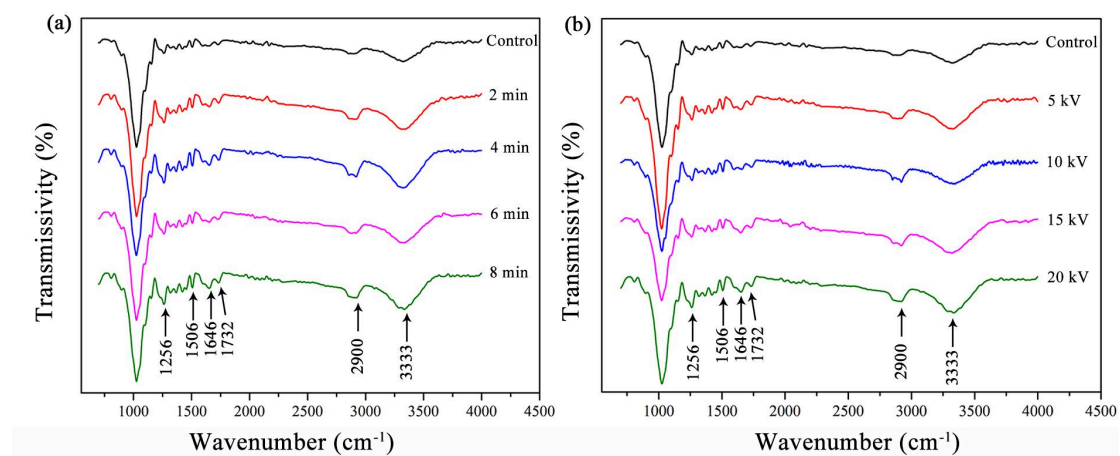 (a)
Control
2 min
4 min
6 min
8 min
1256
1506
1646
1732
2900
3333
Transmissivity (%)
1000 1500 2000 2500 3000 3500 4000 4500
Wavenumber (cm-1)
(b)
Control
5 kV
10 kV
15 kV
20 kV
1256
1506
1646
1732
2900
3333
Transmissivity (%)
1000 1500 2000 2500 3000 3500 4000 4500
Wavenumber (cm-1)